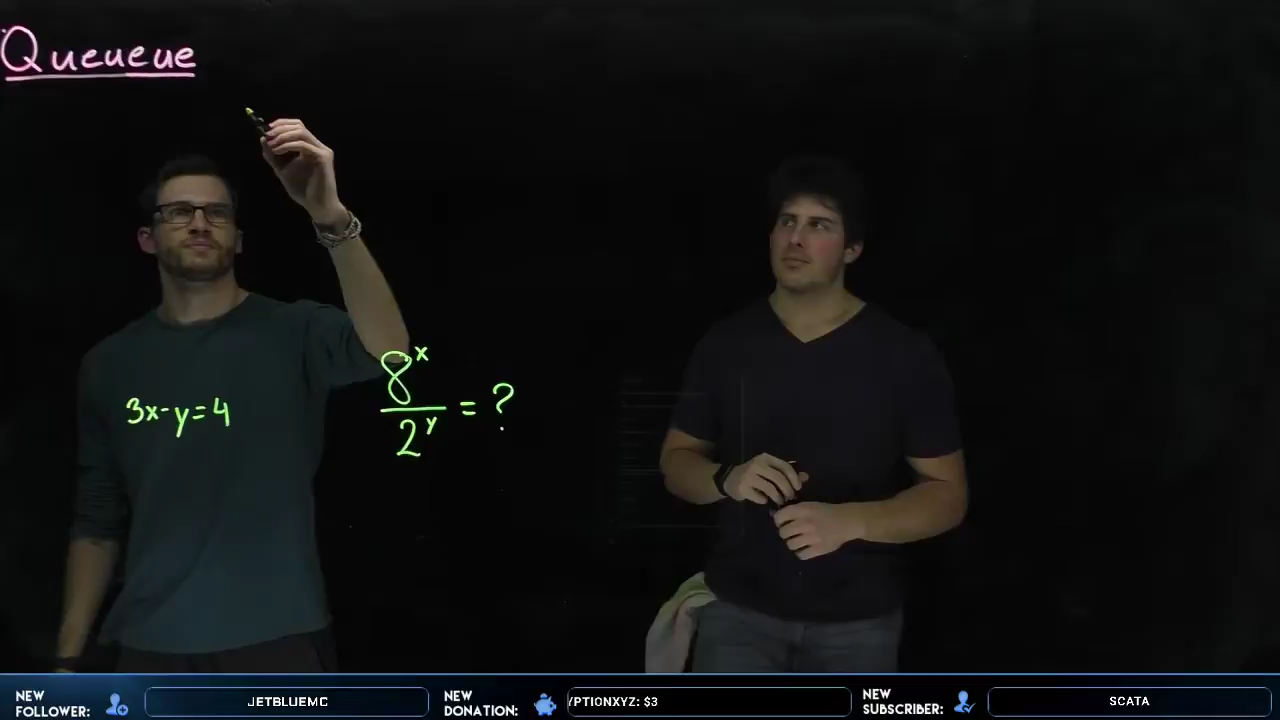 Queueue
3x-y=4
8^x/2^y = ?
NEW FOLLOWER:
JETBLUEMC
NEW DONATION:
YPTIONXYZ: $3
NEW SUBSCRIBER:
SCATA